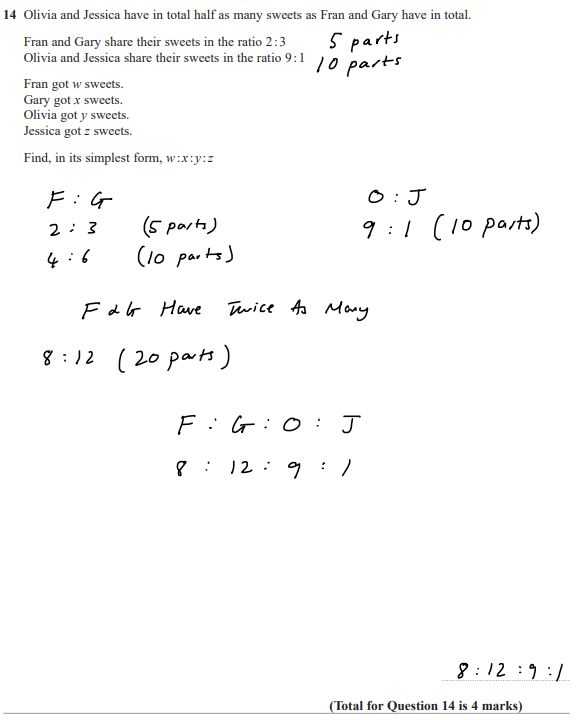 14 Olivia and Jessica have in total half as many sweets as Fran and Gary have in total.
Fran and Gary share their sweets in the ratio 2:3 5 parts
Olivia and Jessica share their sweets in the ratio 9:1 10 parts
Fran got w sweets.
Gary got x sweets.
Olivia got y sweets.
Jessica got z sweets.
Find, in its simplest form, w:x:y:z
F : G O : J
2 : 3 (5 parts) 9 : 1 (10 parts)
4 : 6 (10 parts)
F & G Have Twice As Many
8 : 12 (20 parts)
F : G : O : J
8 : 12 : 9 : 1
8 : 12 : 9 : 1
(Total for Question 14 is 4 marks)